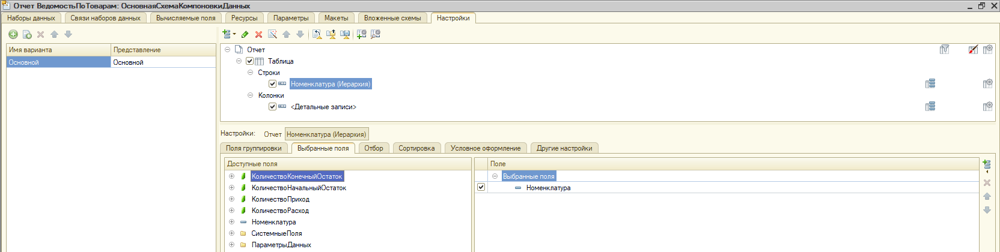 Отчет ВедомостьПоТоварам: ОсновнаяСхемаКомпоновкиДанных
Наборы данных Связи наборов данных Вычисляемые поля Ресурсы Параметры Макеты Вложенные схемы Настройки
Имя варианта Представление
Основной Основной
Отчет
Таблица
Строки
Номенклатура (Иерархия)
Колонки
<Детальные записи>
Настройки: Отчет Номенклатура (Иерархия)
Поля группировки Выбранные поля Отбор Сортировка Условное оформление Другие настройки
Доступные поля
КоличествоКонечныйОстаток
КоличествоНачальныйОстаток
КоличествоПриход
КоличествоРасход
Номенклатура
СистемныеПоля
ПараметрыДанных
Поле
Выбранные поля
Номенклатура